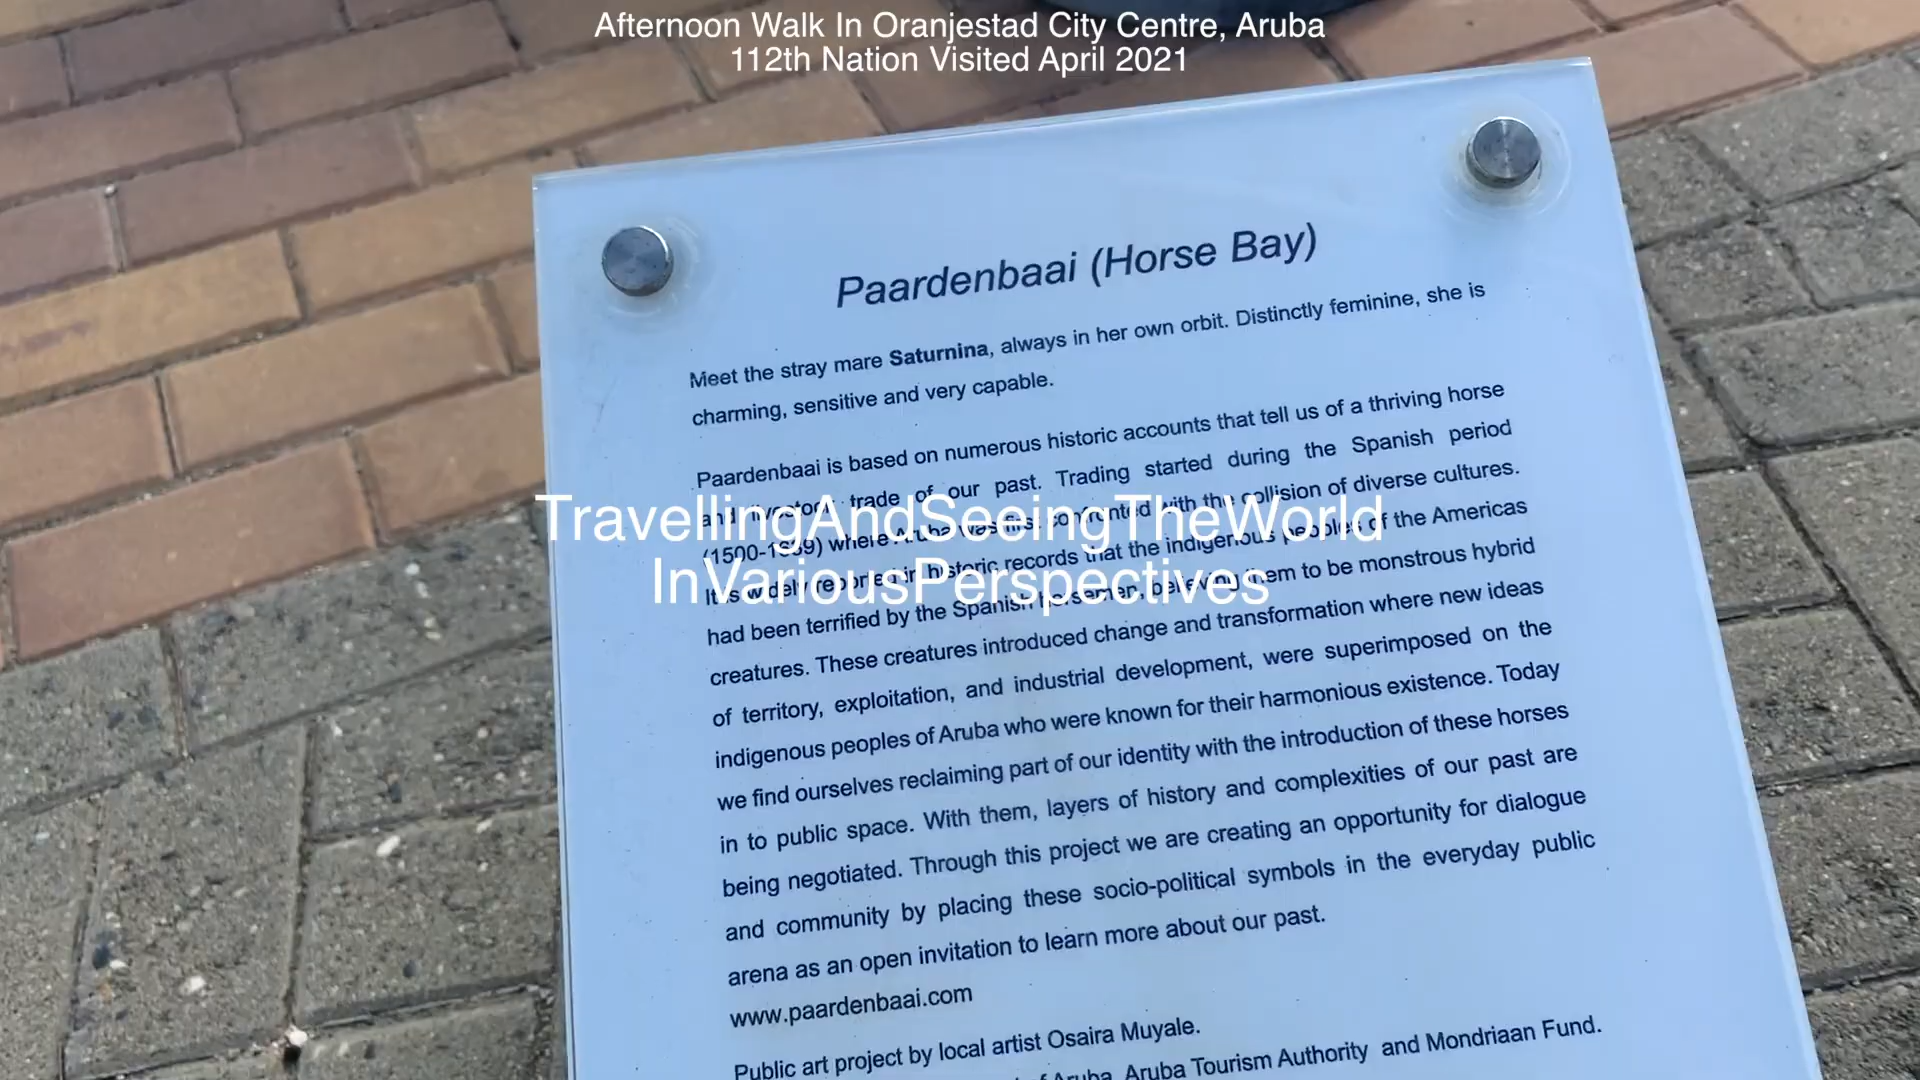 Afternoon Walk In Oranjestad City Centre, Aruba
112th Nation Visited April 2021
Paardenbaai (Horse Bay)
Meet the stray mare Saturnina, always in her own orbit. Distinctly feminine, she is
charming, sensitive and very capable.
Paardenbaai is based on numerous historic accounts that tell us of a thriving horse
and livestock trade of our past. Trading started during the Spanish period
(1500-1639) where Aruba was first confronted with the collision of diverse cultures.
It is widely reported in historic records that the indigenous peoples of the Americas
had been terrified by the Spanish horsemen, believing them to be monstrous hybrid
creatures. These creatures introduced change and transformation where new ideas
of territory, exploitation, and industrial development, were superimposed on the
indigenous peoples of Aruba who were known for their harmonious existence. Today
we find ourselves reclaiming part of our identity with the introduction of these horses
in to public space. With them, layers of history and complexities of our past are
being negotiated. Through this project we are creating an opportunity for dialogue
and community by placing these socio-political symbols in the everyday public
arena as an open invitation to learn more about our past.
www.paardenbaai.com
Public art project by local artist Osaira Muyale.
of Aruba, Aruba Tourism Authority and Mondriaan Fund.
TravellingAndSeeingTheWorld
InVariousPerspectives